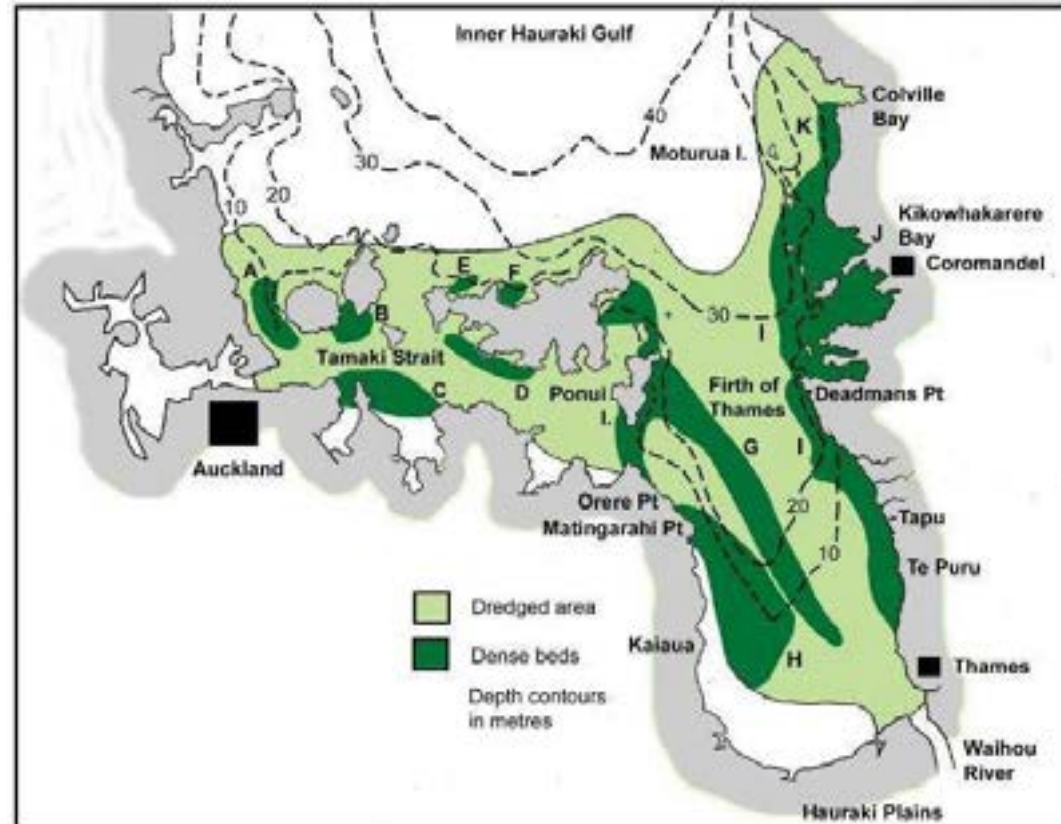 Inner Hauraki Gulf
Colville
Bay
K
40
Moturua I.
30
20
10
J
Kikowhakarere
Bay
Coromandel
A
E
F
B
30
I
Tamaki Strait
C
D
Ponui
I.
Firth of
Thames
Deadmans Pt
G
I
Auckland
Orere Pt
Matingarahi Pt
20
10
Tapu
Te Puru
Dredged area
Dense beds
Depth contours
in metres
Kaiaua
H
Thames
Waihou
River
Hauraki Plains